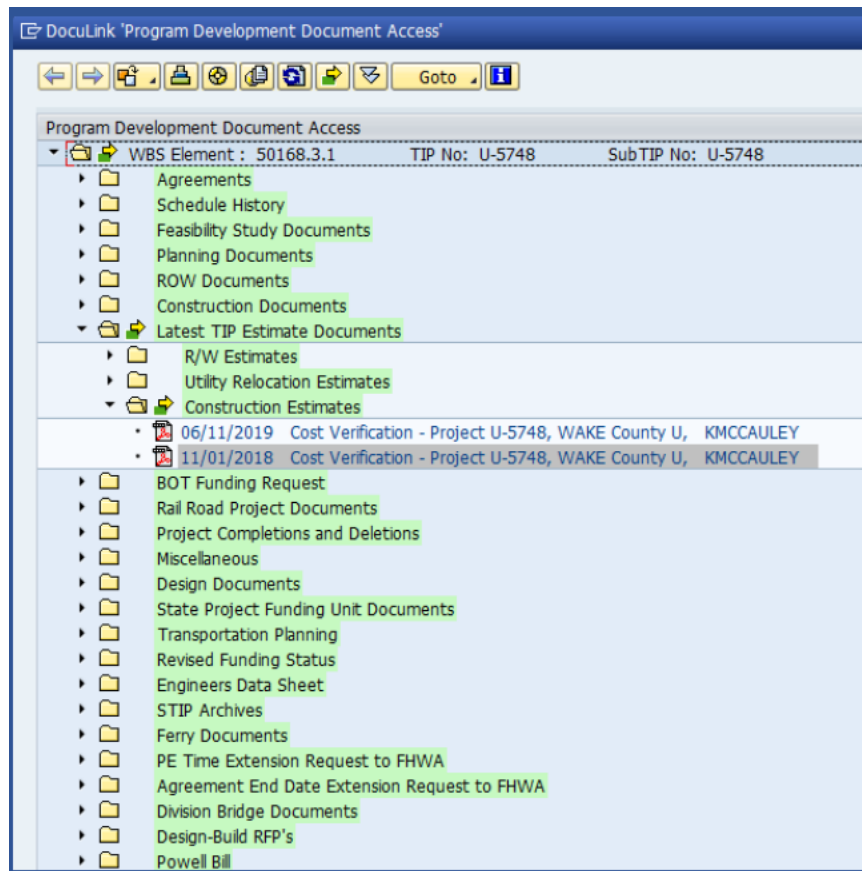 DocuLink 'Program Development Document Access'
Goto
Program Development Document Access
WBS Element : 50168.3.1 TIP No: U-5748 SubTIP No: U-5748
Agreements
Schedule History
Feasibility Study Documents
Planning Documents
ROW Documents
Construction Documents
Latest TIP Estimate Documents
R/W Estimates
Utility Relocation Estimates
Construction Estimates
06/11/2019 Cost Verification - Project U-5748, WAKE County U, KMCCAULEY
11/01/2018 Cost Verification - Project U-5748, WAKE County U, KMCCAULEY
BOT Funding Request
Rail Road Project Documents
Project Completions and Deletions
Miscellaneous
Design Documents
State Project Funding Unit Documents
Transportation Planning
Revised Funding Status
Engineers Data Sheet
STIP Archives
Ferry Documents
PE Time Extension Request to FHWA
Agreement End Date Extension Request to FHWA
Division Bridge Documents
Design-Build RFP's
Powell Bill